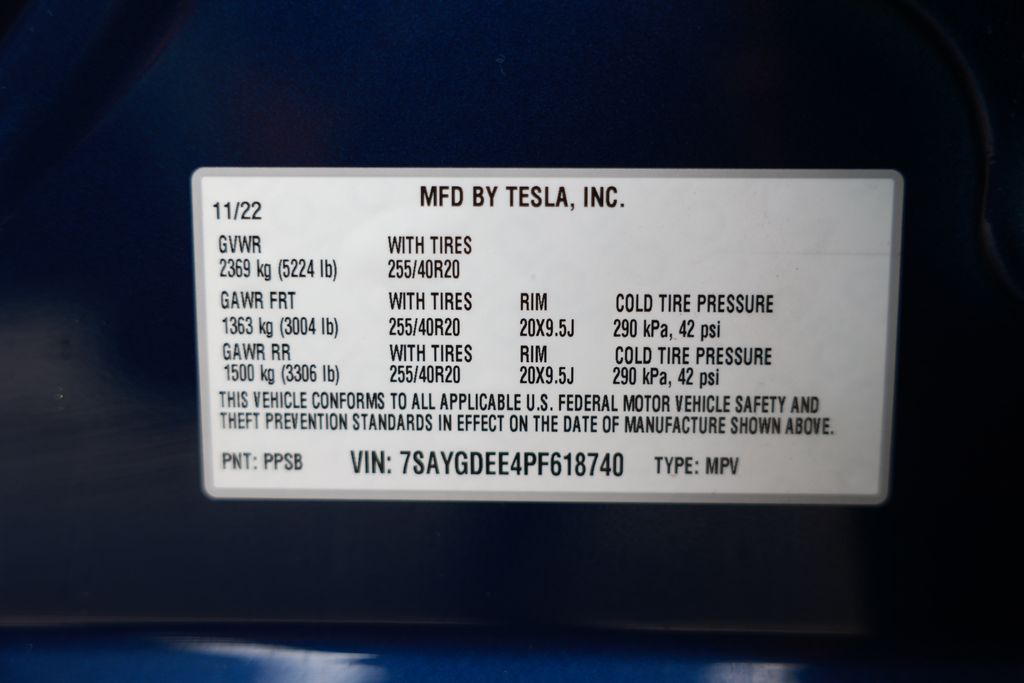 MFD BY TESLA, INC.
11/22
GVWR WITH TIRES
2369 kg (5224 lb) 255/40R20
GAWR FRT WITH TIRES RIM COLD TIRE PRESSURE
1363 kg (3004 lb) 255/40R20 20X9.5J 290 kPa, 42 psi
GAWR RR WITH TIRES RIM COLD TIRE PRESSURE
1500 kg (3306 lb) 255/40R20 20X9.5J 290 kPa, 42 psi
THIS VEHICLE CONFORMS TO ALL APPLICABLE U.S. FEDERAL MOTOR VEHICLE SAFETY AND
THEFT PREVENTION STANDARDS IN EFFECT ON THE DATE OF MANUFACTURE SHOWN ABOVE.
PNT: PPSB VIN: 7SAYGDEE4PF618740 TYPE: MPV